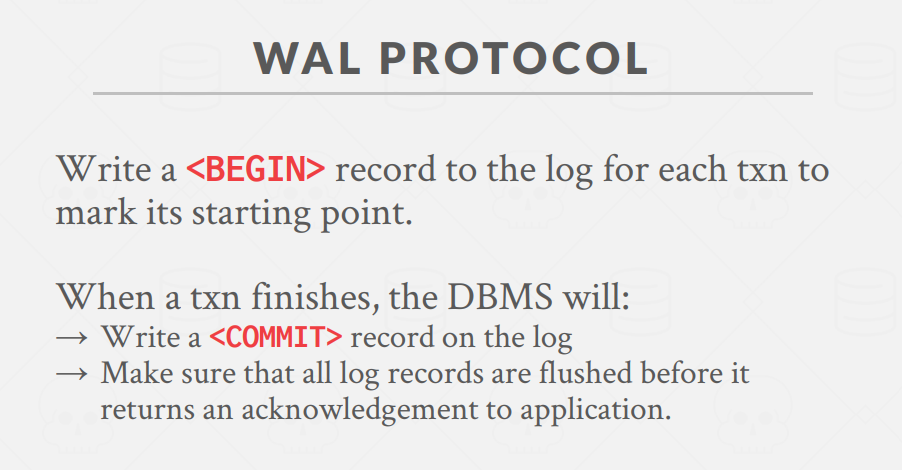 WAL PROTOCOL
Write a <BEGIN> record to the log for each txn to
mark its starting point.
When a txn finishes, the DBMS will:
→ Write a <COMMIT> record on the log
→ Make sure that all log records are flushed before it
returns an acknowledgement to application.